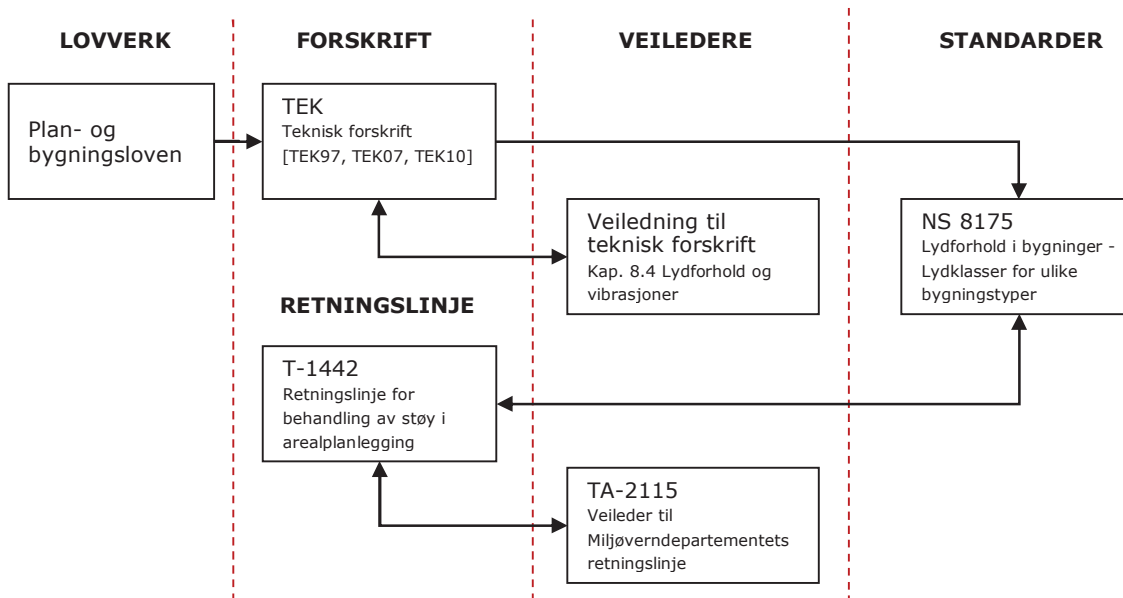 LOVVERK
FORSKRIFT
VEILEDERE
STANDARDER
Plan- og
bygningsloven
TEK
Teknisk forskrift
[TEK97, TEK07, TEK10]
Veiledning til
teknisk forskrift
Kap. 8.4 Lydforhold og
vibrasjoner
NS 8175
Lydforhold i bygninger -
Lydklasser for ulike
bygningstyper
RETNINGSLINJE
T-1442
Retningslinje for
behandling av støy i
arealplanlegging
TA-2115
Veileder til
Miljøverndepartementets
retningslinje